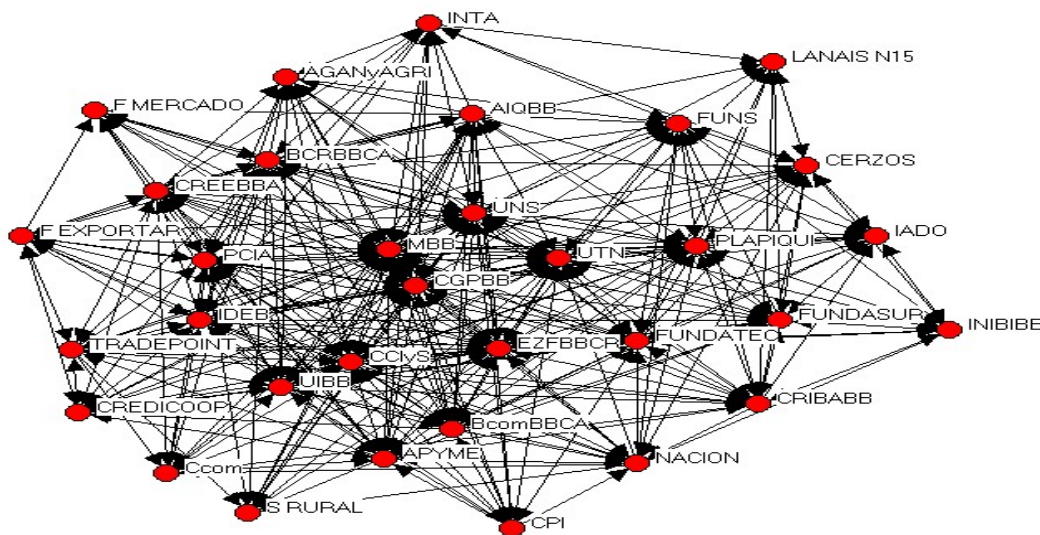 INTA
LANAIS N15
AGANyAGRI
F MERCADO
AIQBB
FUNS
BCRBBCA
CERZOS
CREEBBA
UNS
F EXPORTAR
MBB
UTN
PLAPIQUI
IADO
PCIA
CGPBB
IDEB
FUNDASUR
INIBIBE
TRADEPOINT
CCIyS
EZFBBCR
FUNDATEC
UIBB
CREDICOOP
CRIBABB
BcomBBCA
APYME
NACION
Ccom
S RURAL
CPI